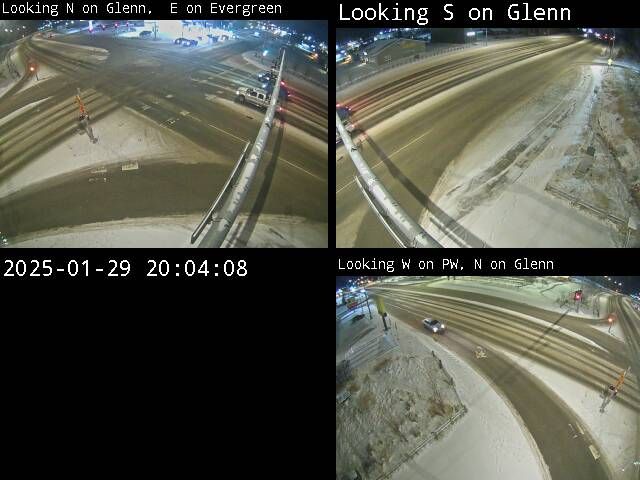 Looking N on Glenn,  E on Evergreen
Looking S on Glenn
2025-01-29 20:04:08
Looking W on PW, N on Glenn